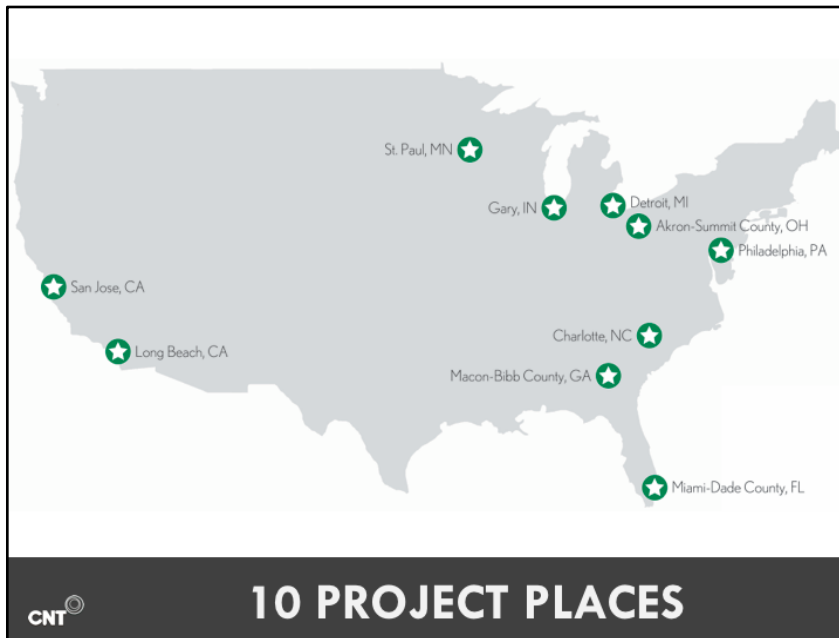 St. Paul, MN
Gary, IN
Detroit, MI
Akron-Summit County, OH
Philadelphia, PA
San Jose, CA
Charlotte, NC
Long Beach, CA
Macon-Bibb County, GA
Miami-Dade County, FL
CNT
10 PROJECT PLACES